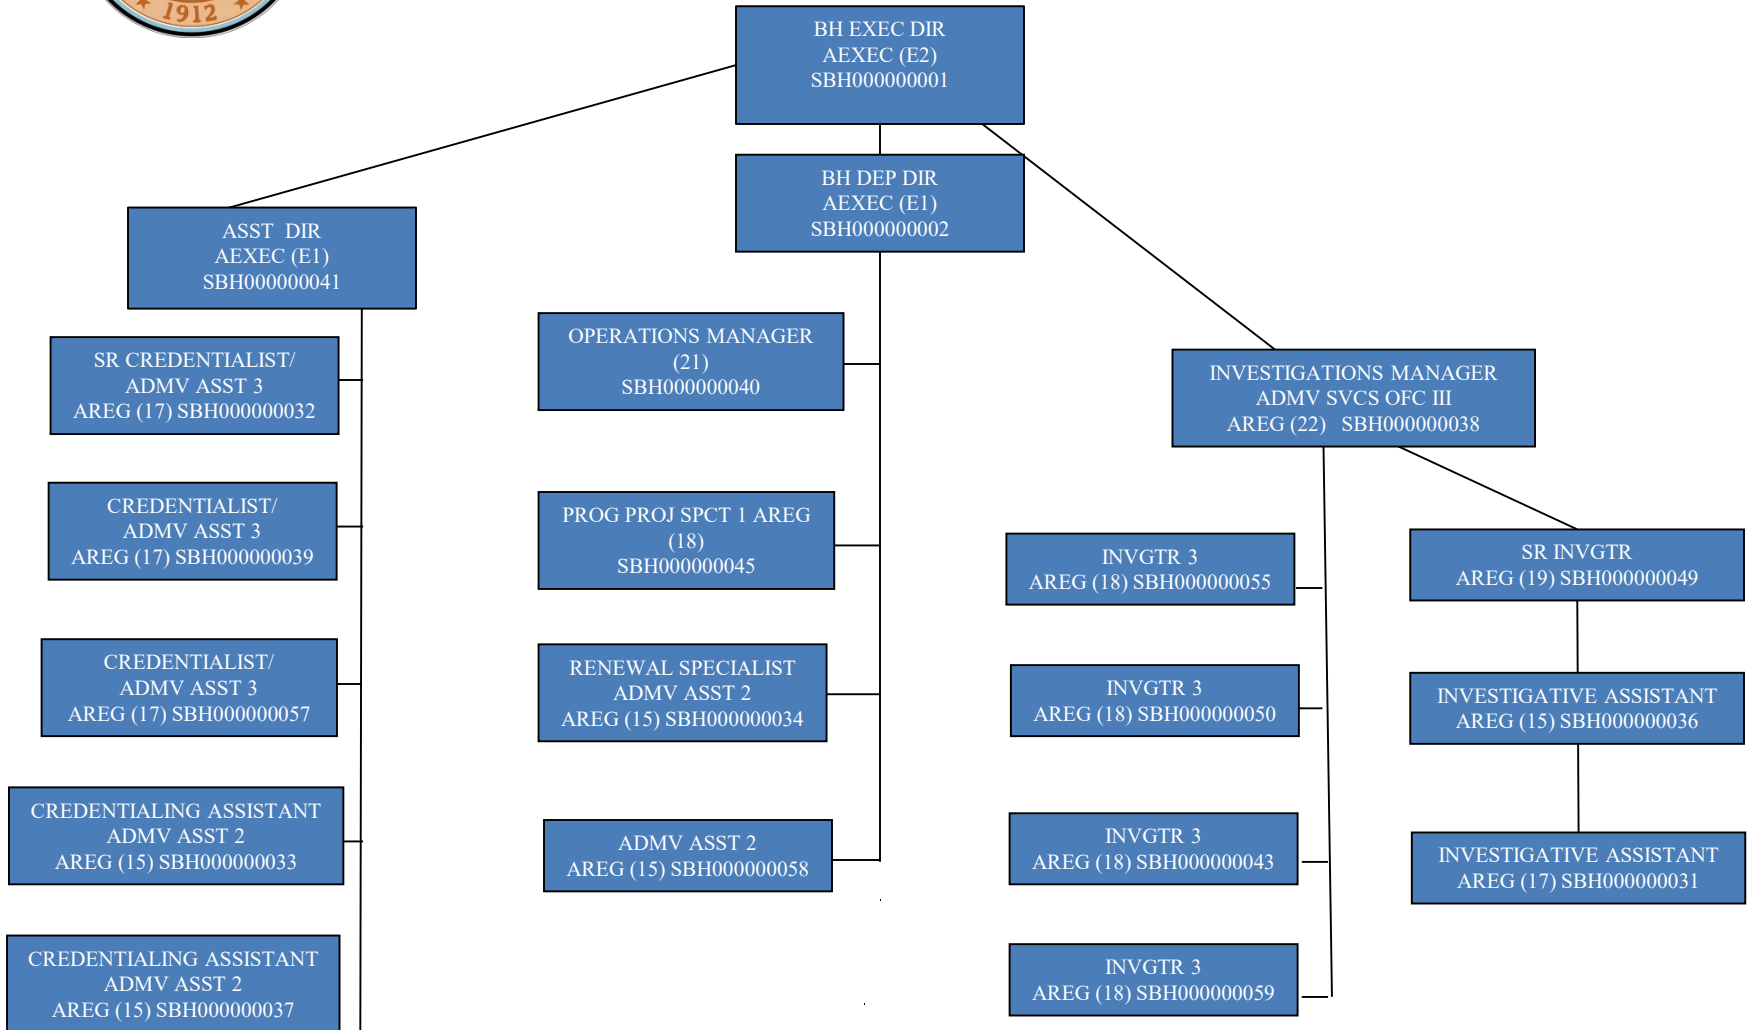 1912
BH EXEC DIR
AEXEC (E2)
SBH000000001
BH DEP DIR
AEXEC (E1)
SBH000000002
ASST DIR
AEXEC (E1)
SBH000000041
SR CREDENTIALIST/
ADMV ASST 3
AREG (17) SBH000000032
CREDENTIALIST/
ADMV ASST 3
AREG (17) SBH000000039
CREDENTIALIST/
ADMV ASST 3
AREG (17) SBH000000057
CREDENTIALING ASSISTANT
ADMV ASST 2
AREG (15) SBH000000033
CREDENTIALING ASSISTANT
ADMV ASST 2
AREG (15) SBH000000037
OPERATIONS MANAGER
(21)
SBH000000040
PROG PROJ SPCT 1 AREG
(18)
SBH000000045
RENEWAL SPECIALIST
ADMV ASST 2
AREG (15) SBH000000034
ADMV ASST 2
AREG (15) SBH000000058
INVESTIGATIONS MANAGER
ADMV SVCS OFC III
AREG (22) SBH000000038
INVGTR 3
AREG (18) SBH000000055
INVGTR 3
AREG (18) SBH000000050
INVGTR 3
AREG (18) SBH000000043
INVGTR 3
AREG (18) SBH000000059
SR INVGTR
AREG (19) SBH000000049
INVESTIGATIVE ASSISTANT
AREG (15) SBH000000036
INVESTIGATIVE ASSISTANT
AREG (17) SBH000000031